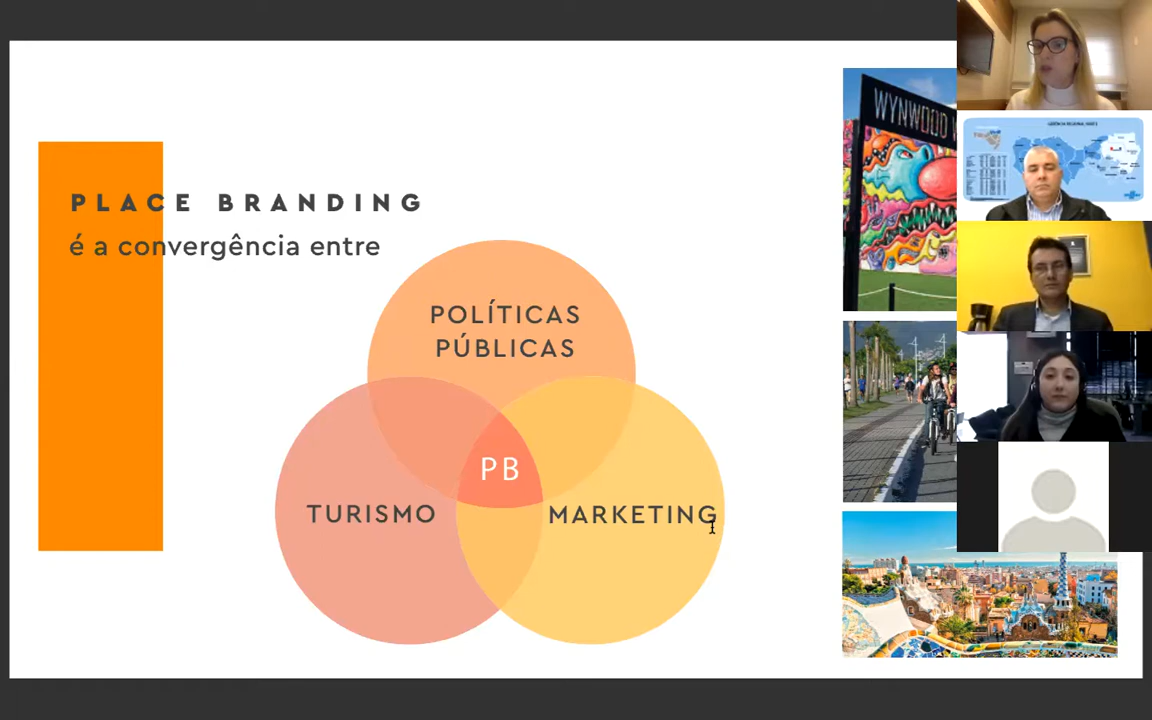 PLACE BRANDING
é a convergência entre
POLÍTICAS
PÚBLICAS
PB
TURISMO
MARKETING
WYNWOOD